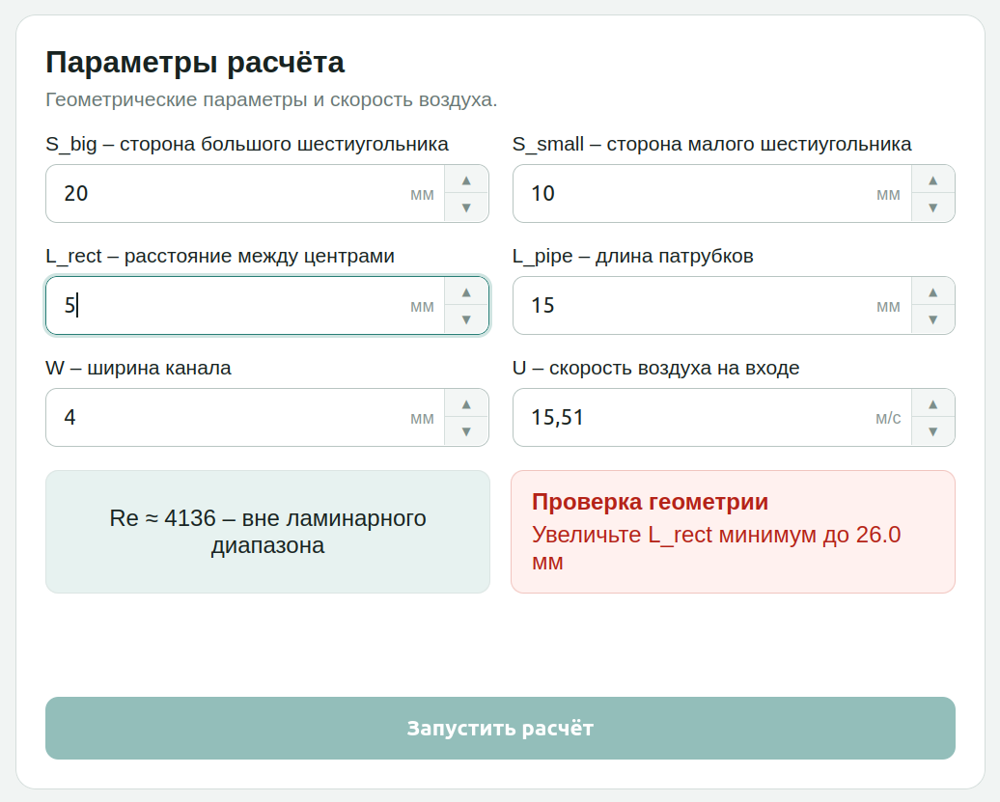 Параметры расчёта
Геометрические параметры и скорость воздуха.
S_big – сторона большого шестиугольника
20 мм
S_small – сторона малого шестиугольника
10 мм
L_rect – расстояние между центрами
5 мм
L_pipe – длина патрубков
15 мм
W – ширина канала
4 мм
U – скорость воздуха на входе
15,51 м/с
Re ≈ 4136 – вне ламинарного
диапазона
Проверка геометрии
Увеличьте L_rect минимум до 26.0
мм
Запустить расчёт